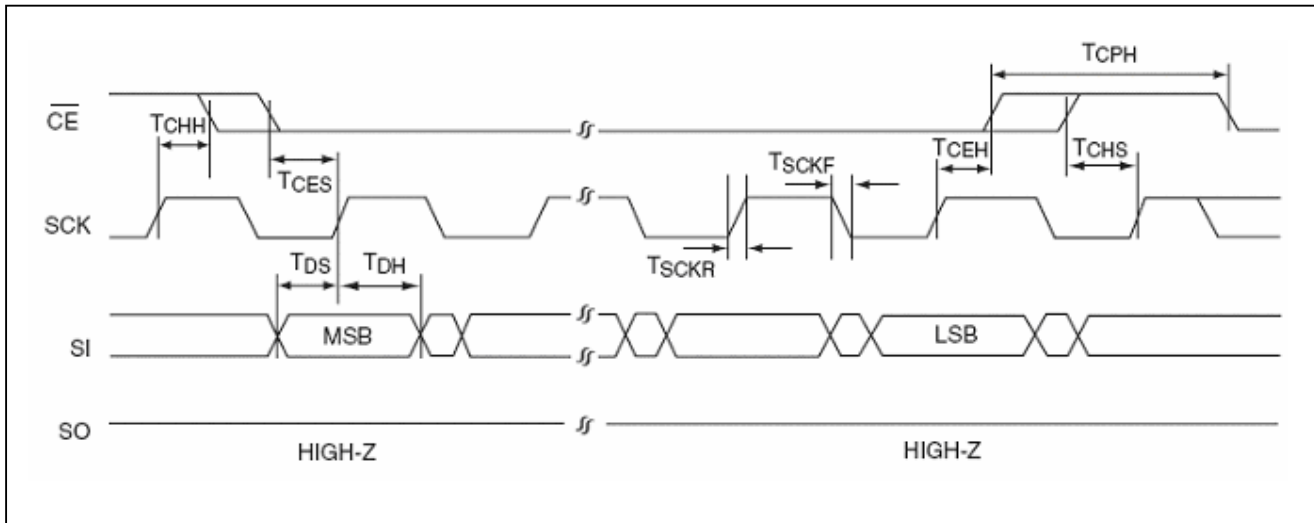 TCPH
CE
TCHH
TCES
TSCKF
TCEH
TCHS
SCK
TSCKR
TDS
TDH
SI
MSB
LSB
SO
HIGH-Z
HIGH-Z